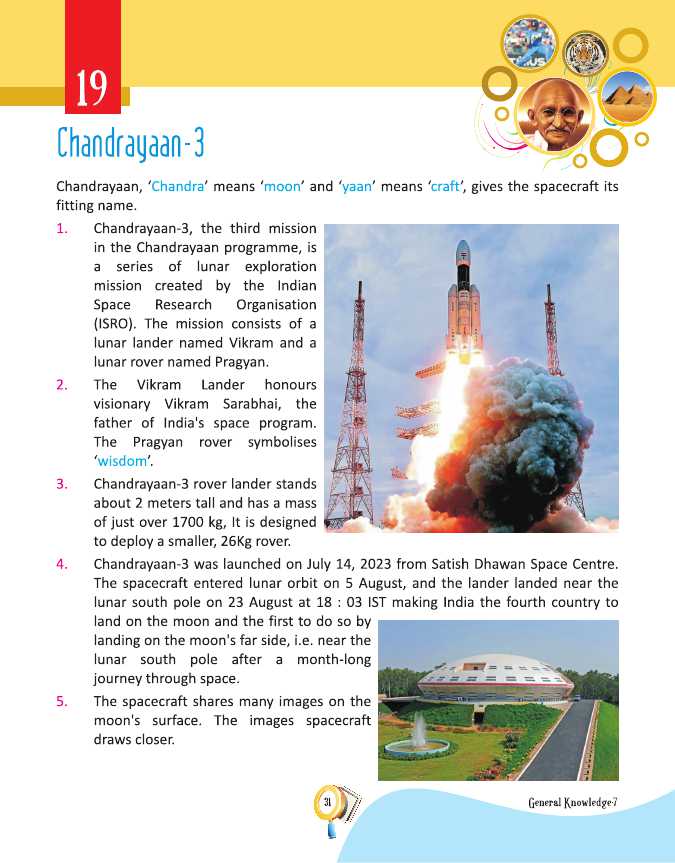 19
Chandrayaan-3
Chandrayaan, ‘Chandra’ means ‘moon’ and ‘yaan’ means ‘craft’, gives the spacecraft its
fitting name.
1. Chandrayaan-3, the third mission
in the Chandrayaan programme, is
a series of lunar exploration
mission created by the Indian
Space Research Organisation
(ISRO). The mission consists of a
lunar lander named Vikram and a
lunar rover named Pragyan.
2. The Vikram Lander honours
visionary Vikram Sarabhai, the
father of India's space program.
The Pragyan rover symbolises
‘wisdom’.
3. Chandrayaan-3 rover lander stands
about 2 meters tall and has a mass
of just over 1700 kg, It is designed
to deploy a smaller, 26Kg rover.
4. Chandrayaan-3 was launched on July 14, 2023 from Satish Dhawan Space Centre.
The spacecraft entered lunar orbit on 5 August, and the lander landed near the
lunar south pole on 23 August at 18 : 03 IST making India the fourth country to
land on the moon and the first to do so by
landing on the moon's far side, i.e. near the
lunar south pole after a month-long
journey through space.
5. The spacecraft shares many images on the
moon's surface. The images spacecraft
draws closer.
31
General Knowledge-7